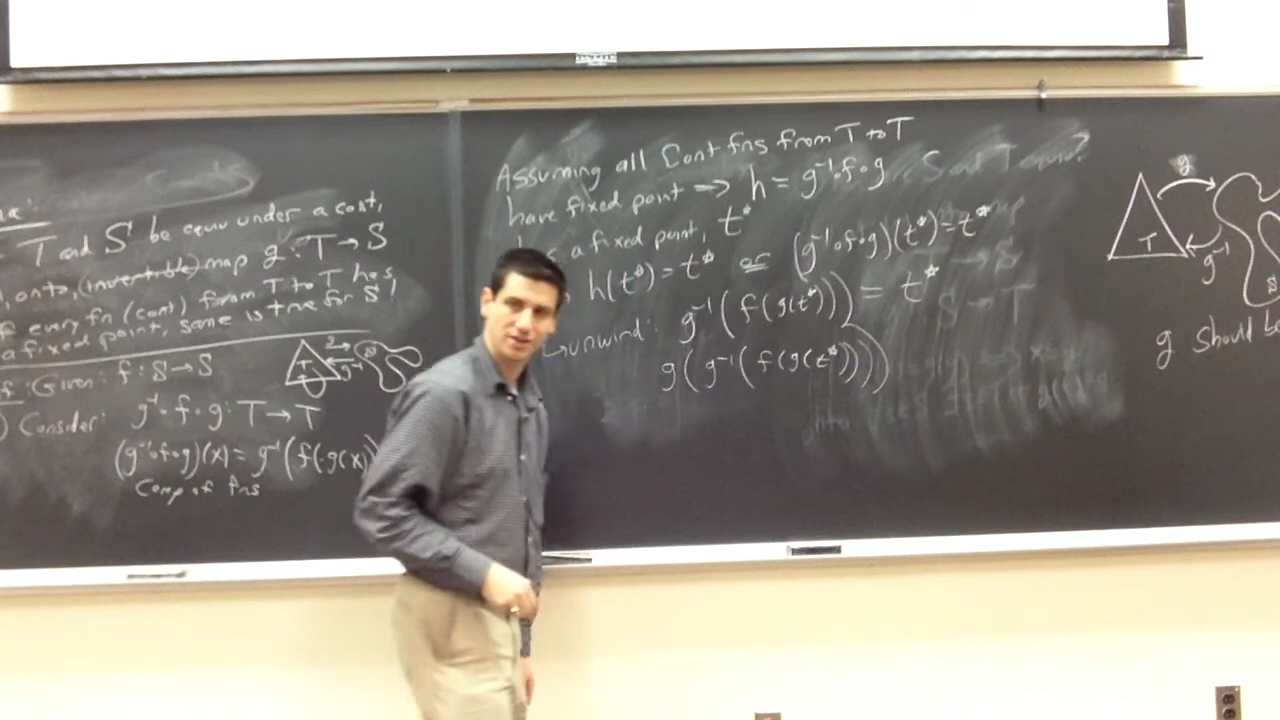 T and S be equiv under a cont,
onto, (invertible) map g: T → S
If every fn (cont) from T to T has
a fixed point, same is true for S,
Given: f: S → S
g
T
g⁻¹
S
Consider: g⁻¹∘f∘g: T → T
(g⁻¹∘f∘g)(x) = g⁻¹(f(g(x)
Comp of fns
Assuming all Cont fns from T to T
have fixed point ⟹ h = g⁻¹∘f∘g
a fixed point, t*
h(t*) = t* or (g⁻¹∘f∘g)(t*) = t*
↳unwind: g⁻¹(f(g(t*))) = t*
g(g⁻¹(f(g(t*))))
g
T
g⁻¹
S
g should